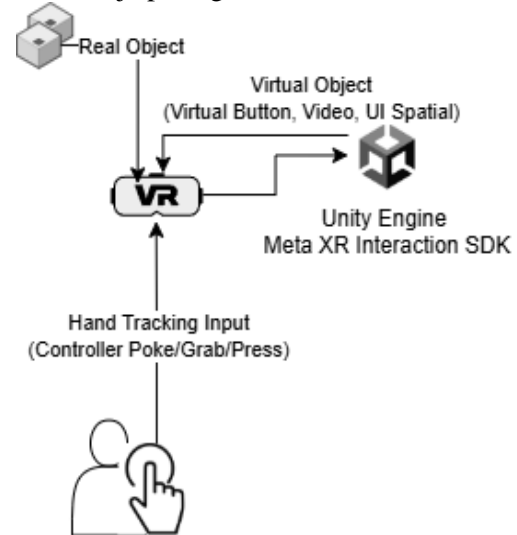 Real Object
Virtual Object
(Virtual Button, Video, UI Spatial)
VR
Unity Engine
Meta XR Interaction SDK
Hand Tracking Input
(Controller Poke/Grab/Press)